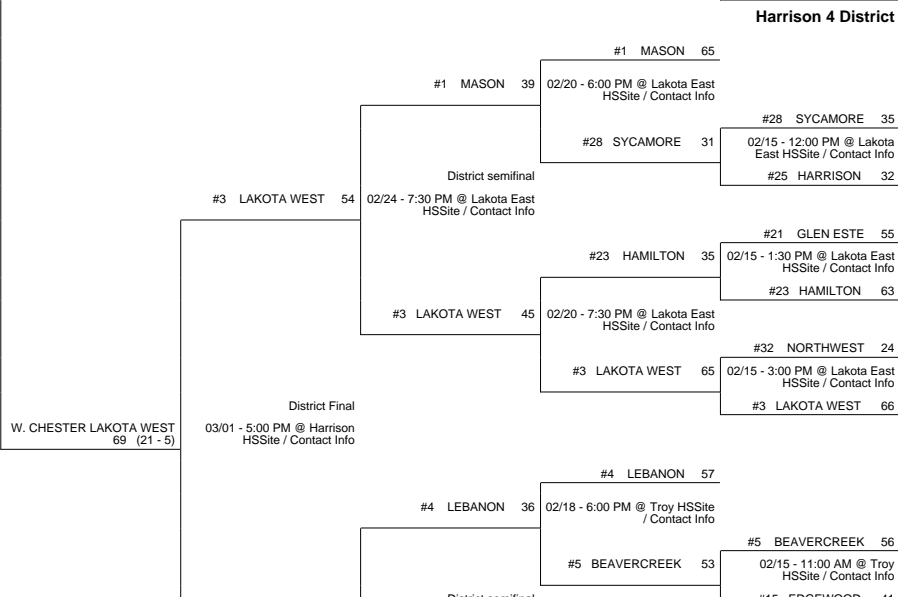 Harrison 4 District
#1 MASON 65
#1 MASON 39
02/20 - 6:00 PM @ Lakota East
HSSite / Contact Info
#28 SYCAMORE 35
#28 SYCAMORE 31
02/15 - 12:00 PM @ Lakota
East HSSite / Contact Info
#25 HARRISON 32
District semifinal
#3 LAKOTA WEST 54
02/24 - 7:30 PM @ Lakota East
HSSite / Contact Info
#21 GLEN ESTE 55
#23 HAMILTON 35
02/15 - 1:30 PM @ Lakota East
HSSite / Contact Info
#23 HAMILTON 63
#3 LAKOTA WEST 45
02/20 - 7:30 PM @ Lakota East
HSSite / Contact Info
#32 NORTHWEST 24
#3 LAKOTA WEST 65
02/15 - 3:00 PM @ Lakota East
HSSite / Contact Info
#3 LAKOTA WEST 66
District Final
W. CHESTER LAKOTA WEST
69 (21 - 5)
03/01 - 5:00 PM @ Harrison
HSSite / Contact Info
#4 LEBANON 57
#4 LEBANON 36
02/18 - 6:00 PM @ Troy HSSite
/ Contact Info
#5 BEAVERCREEK 56
#5 BEAVERCREEK 53
02/15 - 11:00 AM @ Troy
HSSite / Contact Info
District semifinal
#15 EDGEWOOD 41